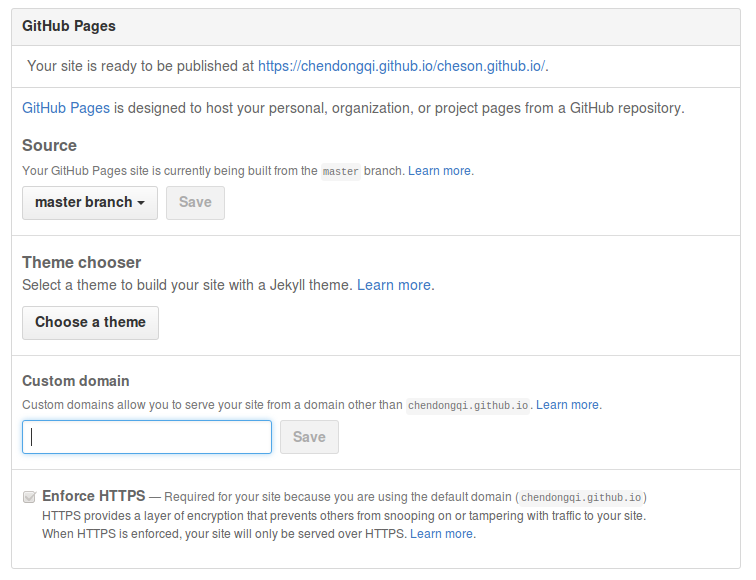 GitHub Pages
Your site is ready to be published at https://chendongqi.github.io/cheson.github.io/.
GitHub Pages is designed to host your personal, organization, or project pages from a GitHub repository.
Source
Your GitHub Pages site is currently being built from the master branch. Learn more.
master branch
Save
Theme chooser
Select a theme to build your site with a Jekyll theme. Learn more.
Choose a theme
Custom domain
Custom domains allow you to serve your site from a domain other than chendongqi.github.io. Learn more.
Save
Enforce HTTPS — Required for your site because you are using the default domain (chendongqi.github.io)
HTTPS provides a layer of encryption that prevents others from snooping on or tampering with traffic to your site.
When HTTPS is enforced, your site will only be served over HTTPS. Learn more.